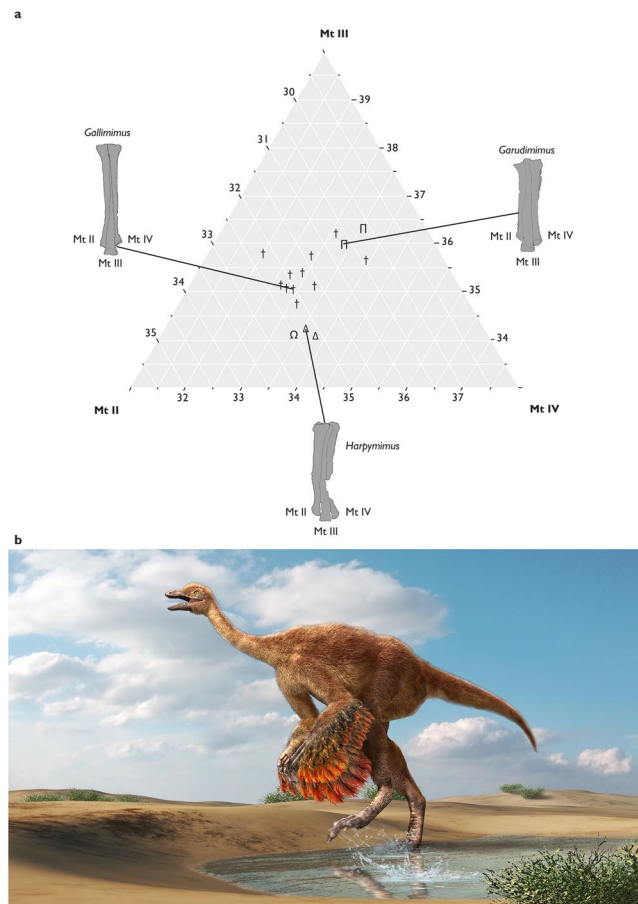 a
Mt III
30
39
31
38
Gallimimus
Garudimimus
32
37
Π
33
36
Mt II
Mt IV
Mt III
Mt II
Mt IV
Mt III
34
35
Ω
Δ
Δ
35
34
32
33
34
35
36
37
Mt II
Mt IV
Harpymimus
Mt II
Mt IV
Mt III
b